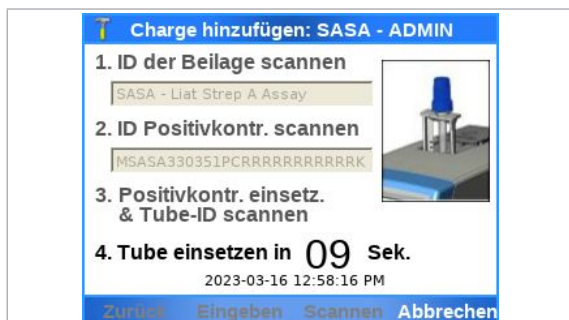 Charge hinzufügen: SASA - ADMIN
1. ID der Beilage scannen
SASA - Liat Strep A Assay
2. ID Positivkontr. scannen
MSASA330351PCRRRRRRRRRRRK
3. Positivkontr. einsetz.
& Tube-ID scannen
4. Tube einsetzen in 09 Sek.
2023-03-16 12:58:16 PM
Zurück Eingeben Scannen Abbrechen